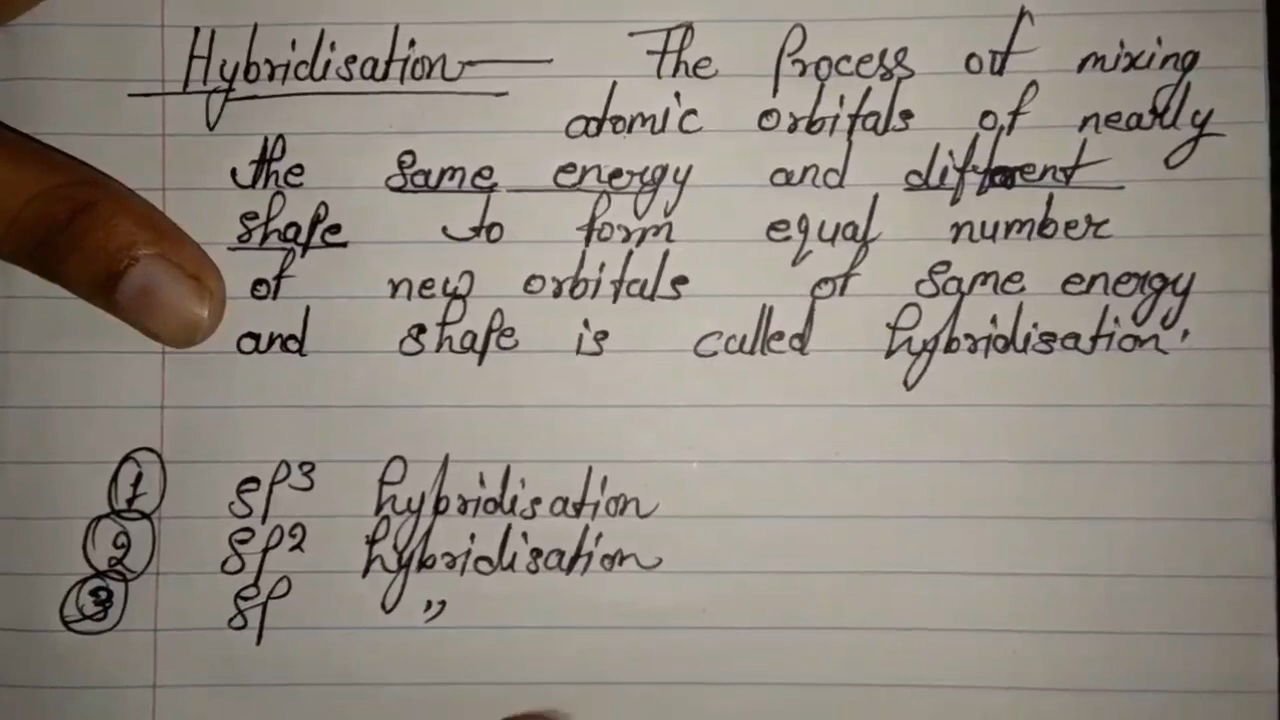 Hybridisation — The Process of mixing
atomic orbitals of nearly
the same energy and different
shape to form equal number
of new orbitals of same energy
and shape is called hybridisation.
1 sp³ hybridisation
2 sp² hybridisation
3 sp "